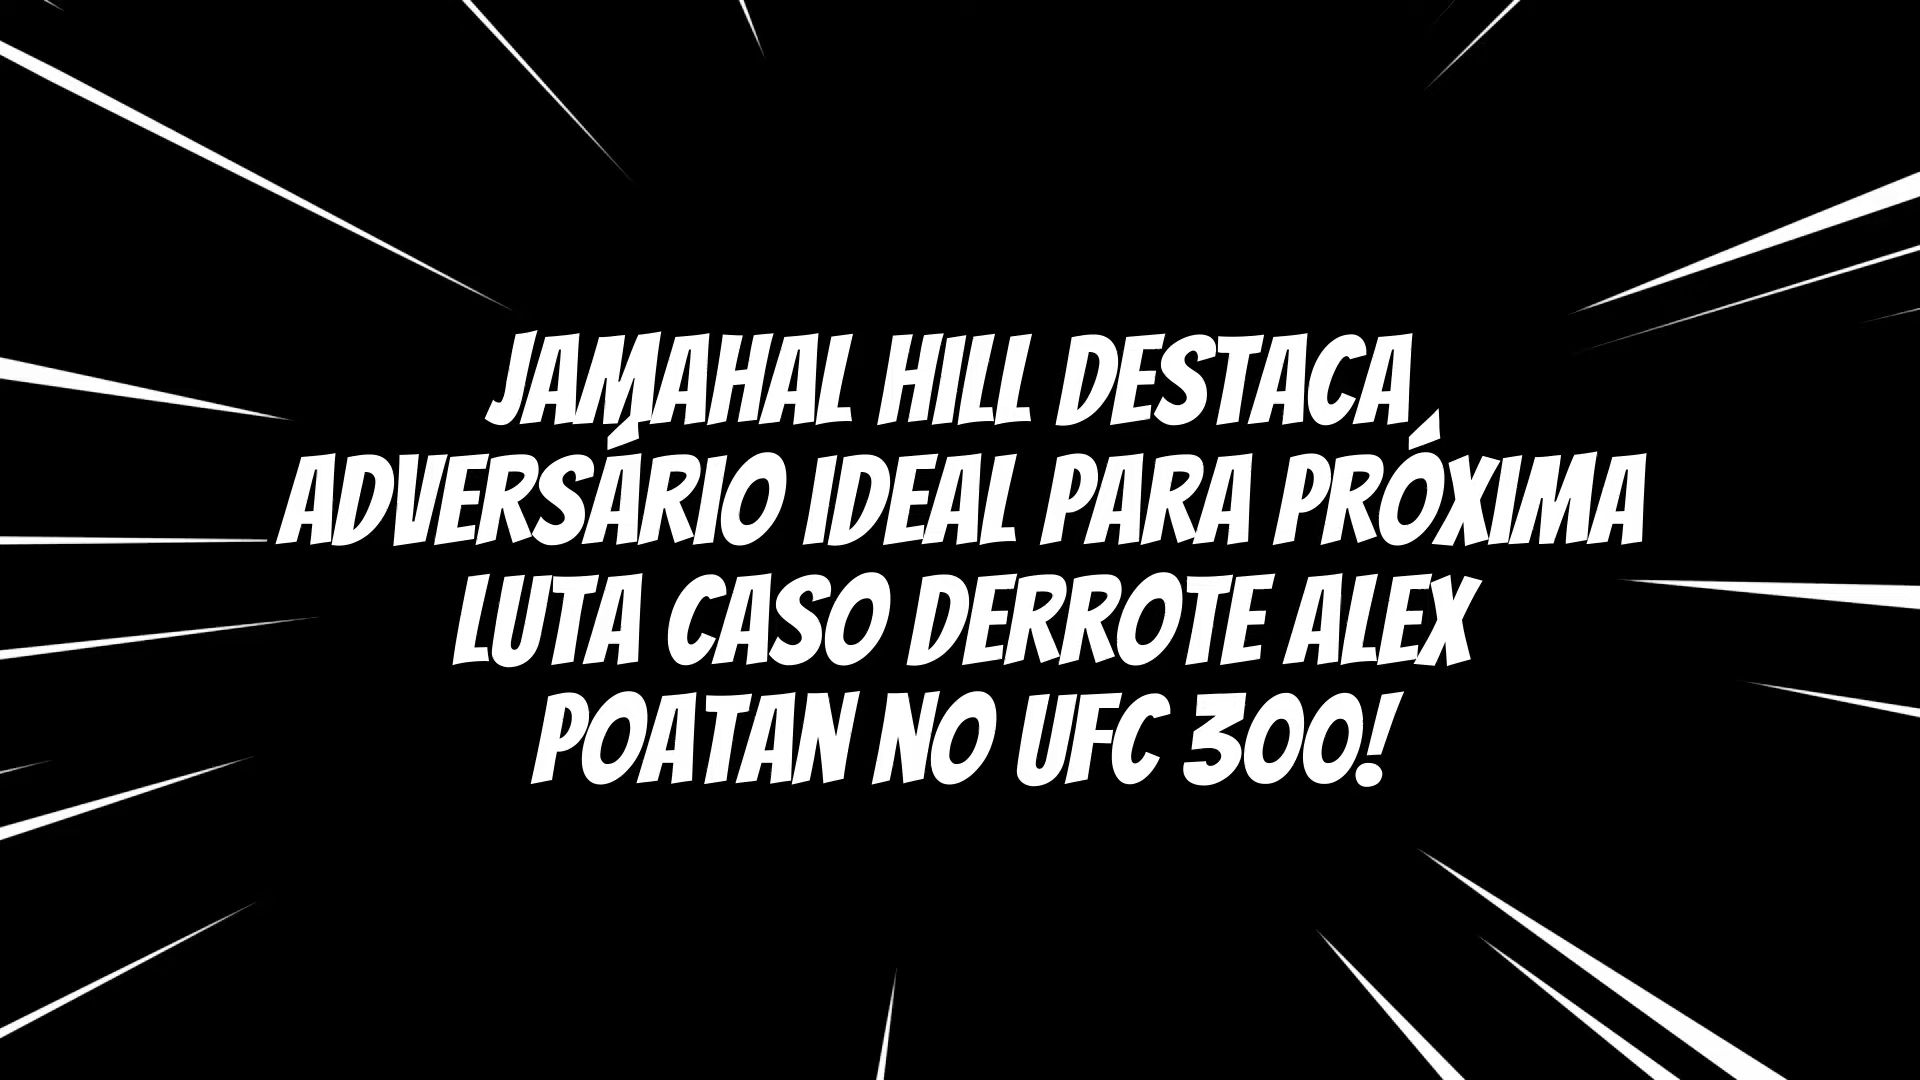 JAMAHAL HILL DESTACA
ADVERSÁRIO IDEAL PARA PRÓXIMA
LUTA CASO DERROTE ALEX
POATAN NO UFC 300!